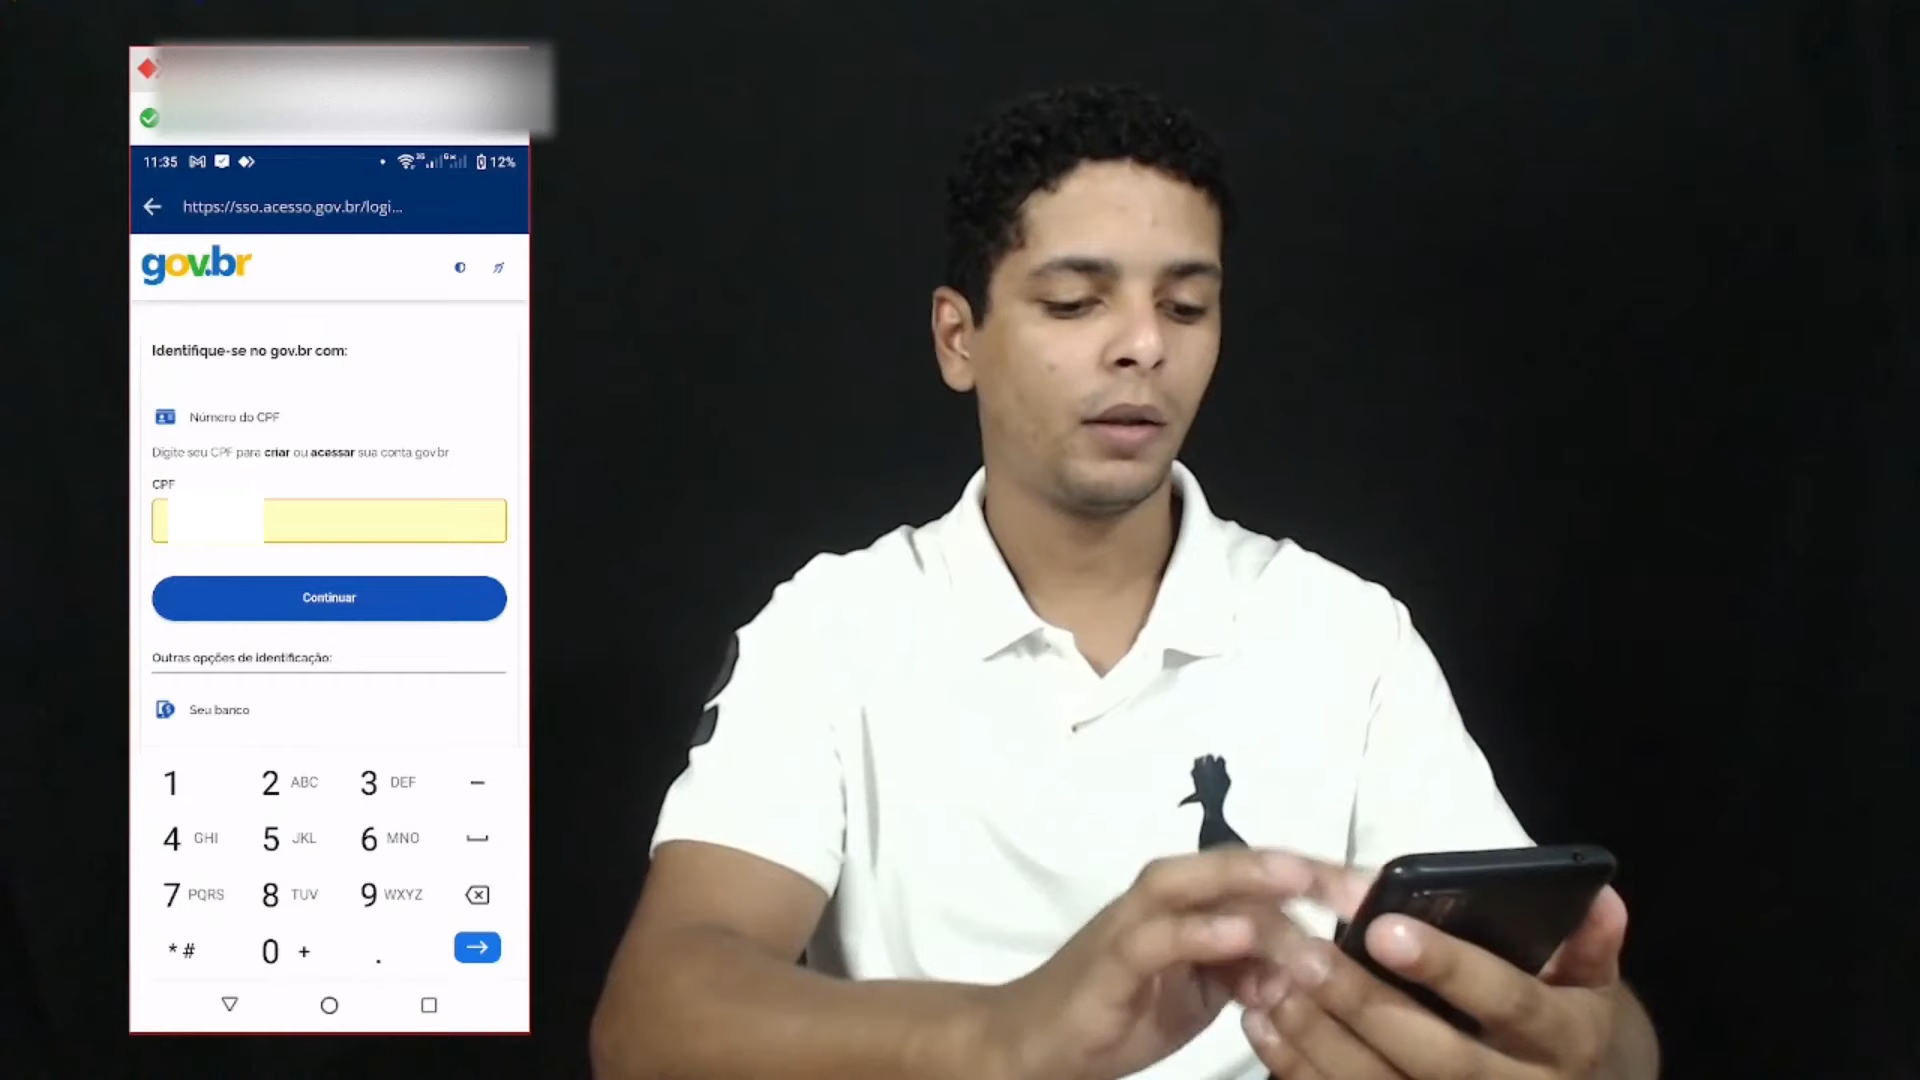 11:35 12%
https://sso.acesso.gov.br/logi...
gov.br
Identifique-se no gov.br com:
Número do CPF
Digite seu CPF para criar ou acessar sua conta gov.br
CPF
Continuar
Outras opções de identificação:
Seu banco
1 2 ABC 3 DEF -
4 GHI 5 JKL 6 MNO
7 PQRS 8 TUV 9 WXYZ
*# 0 + .